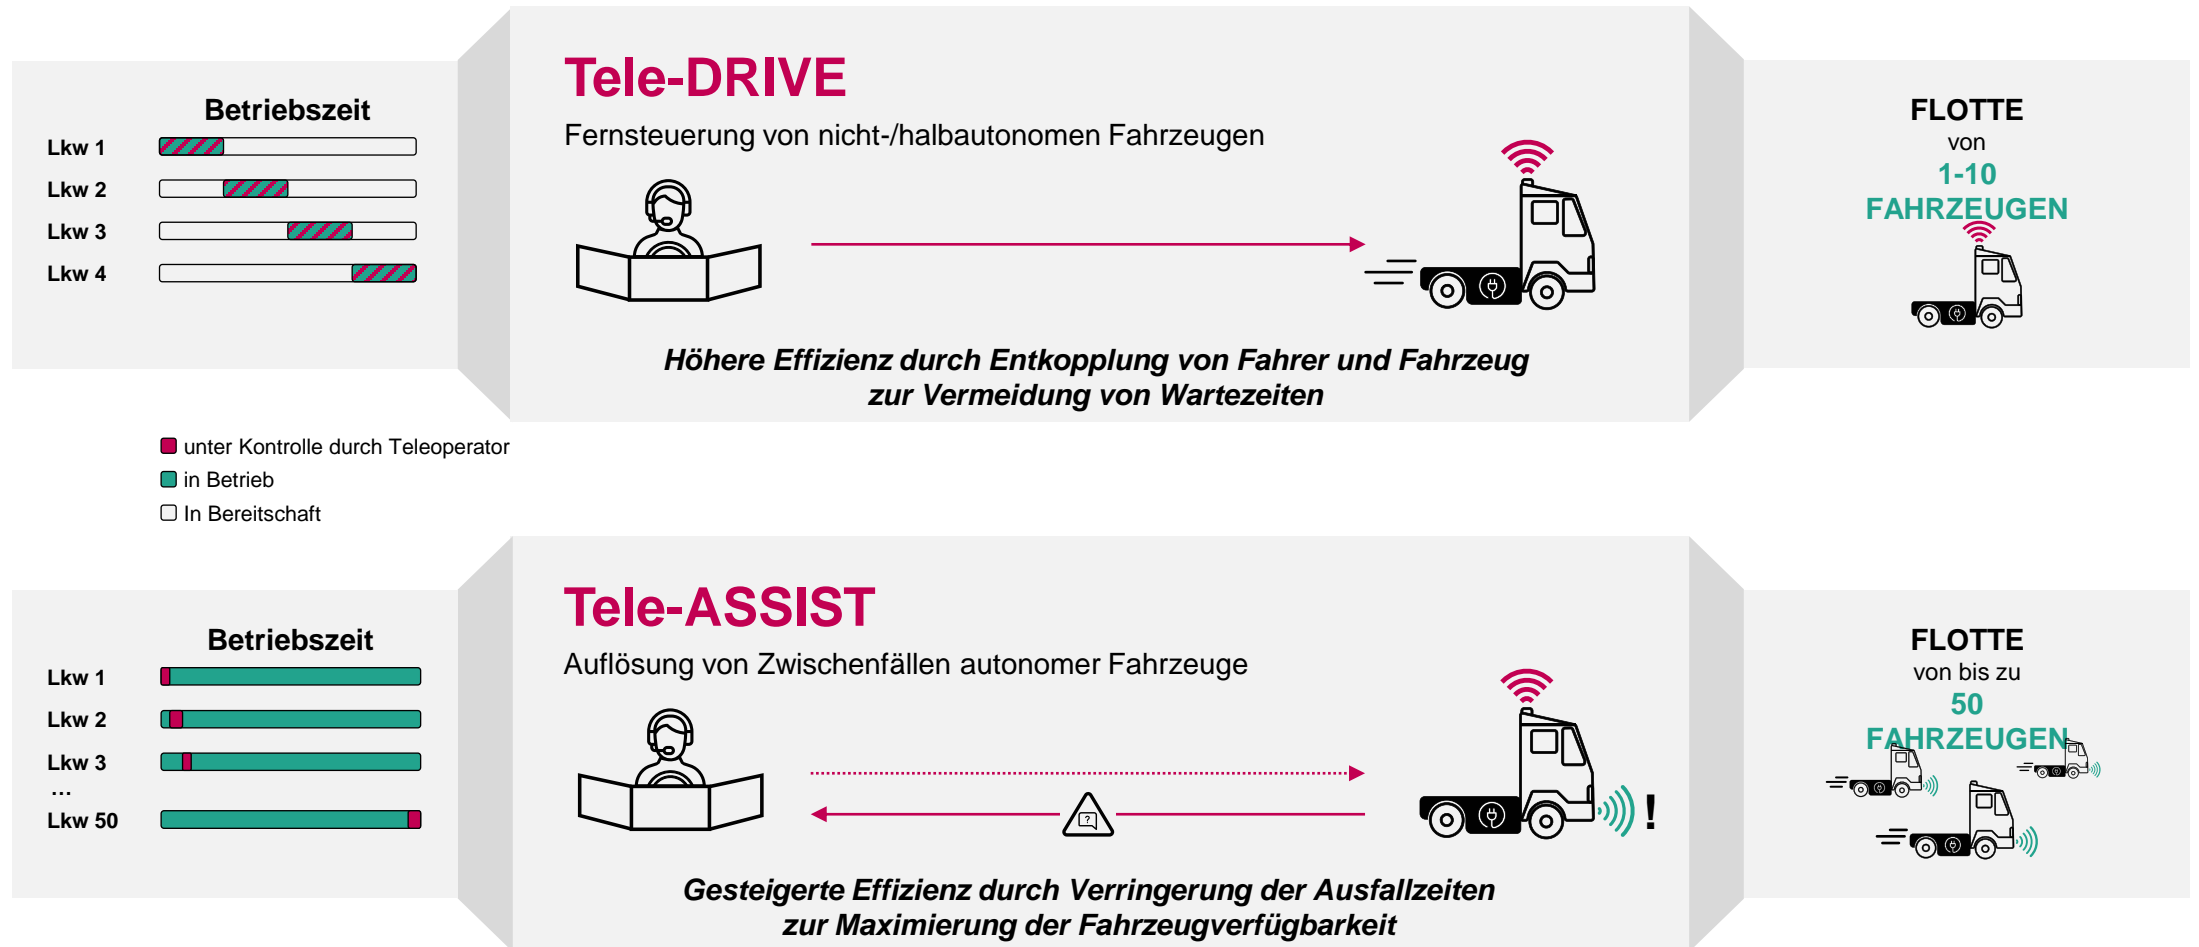 Betriebszeit
Lkw 1
Lkw 2
Lkw 3
Lkw 4
Tele-DRIVE
Fernsteuerung von nicht-/halbautonomen Fahrzeugen
Höhere Effizienz durch Entkopplung von Fahrer und Fahrzeug
zur Vermeidung von Wartezeiten
FLOTTE
von
1-10
FAHRZEUGEN
unter Kontrolle durch Teleoperator
in Betrieb
In Bereitschaft
Betriebszeit
Lkw 1
Lkw 2
Lkw 3
...
Lkw 50
Tele-ASSIST
Auflösung von Zwischenfällen autonomer Fahrzeuge
?
!
Gesteigerte Effizienz durch Verringerung der Ausfallzeiten
zur Maximierung der Fahrzeugverfügbarkeit
FLOTTE
von bis zu
50
FAHRZEUGEN